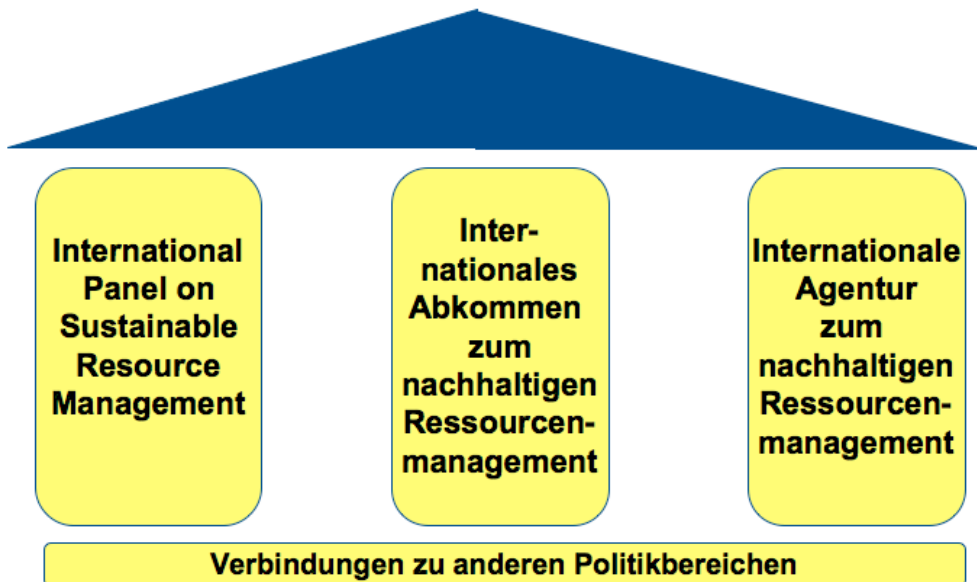 International
Panel on
Sustainable
Resource
Management
Inter-
nationales
Abkommen
zum
nachhaltigen
Ressourcen-
management
Internationale
Agentur
zum
nachhaltigen
Ressourcen-
management
Verbindungen zu anderen Politikbereichen